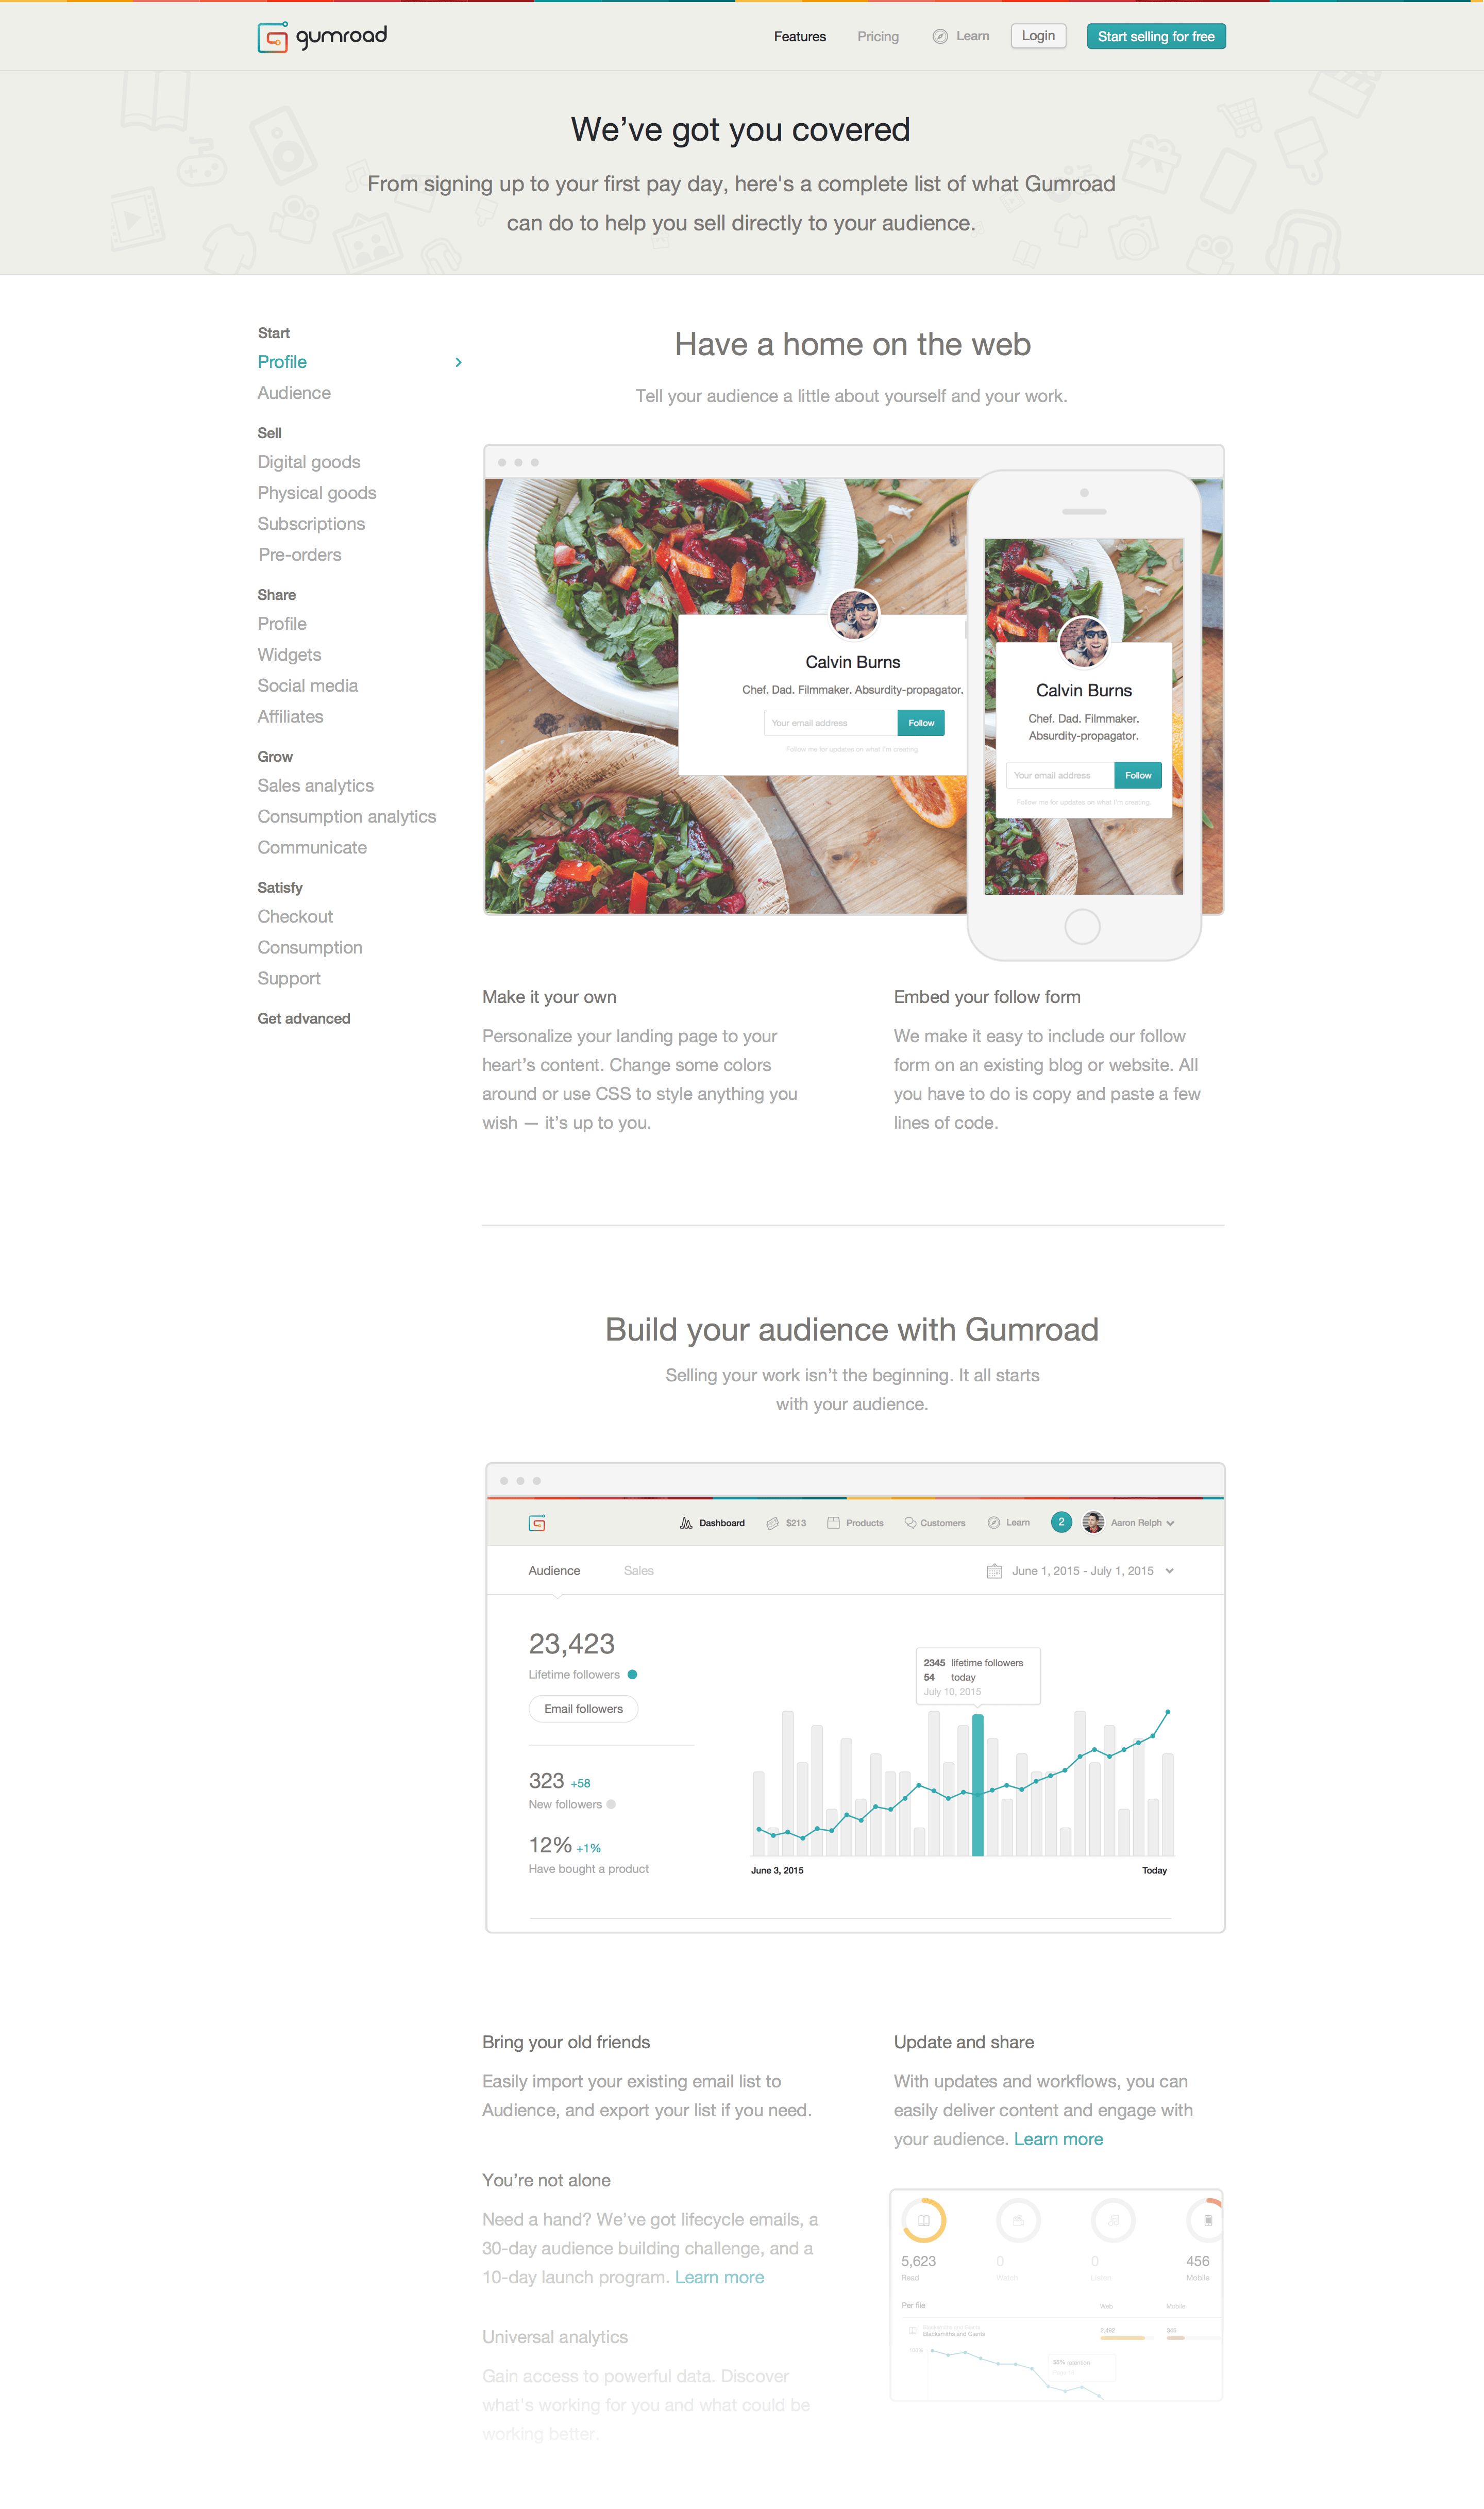 gumroad
Features
Pricing
Learn
Login
Start selling for free
We've got you covered
From signing up to your first pay day, here's a complete list of what Gumroad
can do to help you sell directly to your audience.
Start
Profile
Audience
Sell
Digital goods
Physical goods
Subscriptions
Pre-orders
Share
Profile
Widgets
Social media
Affiliates
Grow
Sales analytics
Consumption analytics
Communicate
Satisfy
Checkout
Consumption
Support
Get advanced
Have a home on the web
Tell your audience a little about yourself and your work.
Calvin Burns
Chef. Dad. Filmmaker. Absurdity-propagator.
Your email address
Follow
Follow me for updates on what I'm creating.
Calvin Burns
Chef. Dad. Filmmaker.
Absurdity-propagator.
Your email address
Follow
Follow me for updates on what I'm creating.
Make it your own
Personalize your landing page to your
heart's content. Change some colors
around or use CSS to style anything you
wish — it's up to you.
Embed your follow form
We make it easy to include our follow
form on an existing blog or website. All
you have to do is copy and paste a few
lines of code.
Build your audience with Gumroad
Selling your work isn't the beginning. It all starts
with your audience.
Dashboard
$213
Products
Customers
Learn
2
Aaron Relph
Audience
Sales
June 1, 2015 - July 1, 2015
23,423
Lifetime followers
Email followers
323 +58
New followers
12% +1%
Have bought a product
2345 lifetime followers
54 today
July 10, 2015
June 3, 2015
Today
Bring your old friends
Easily import your existing email list to
Audience, and export your list if you need.
You're not alone
Need a hand? We've got lifecycle emails, a
30-day audience building challenge, and a
10-day launch program. Learn more
Universal analytics
Gain access to powerful data. Discover
what's working for you and what could be
working better.
Update and share
With updates and workflows, you can
easily deliver content and engage with
your audience. Learn more
5,623
Read
0
Watch
0
Listen
456
Mobile
Per file
Web
Mobile
Blacksmiths and Giants
2,492
345
100%
86% retention